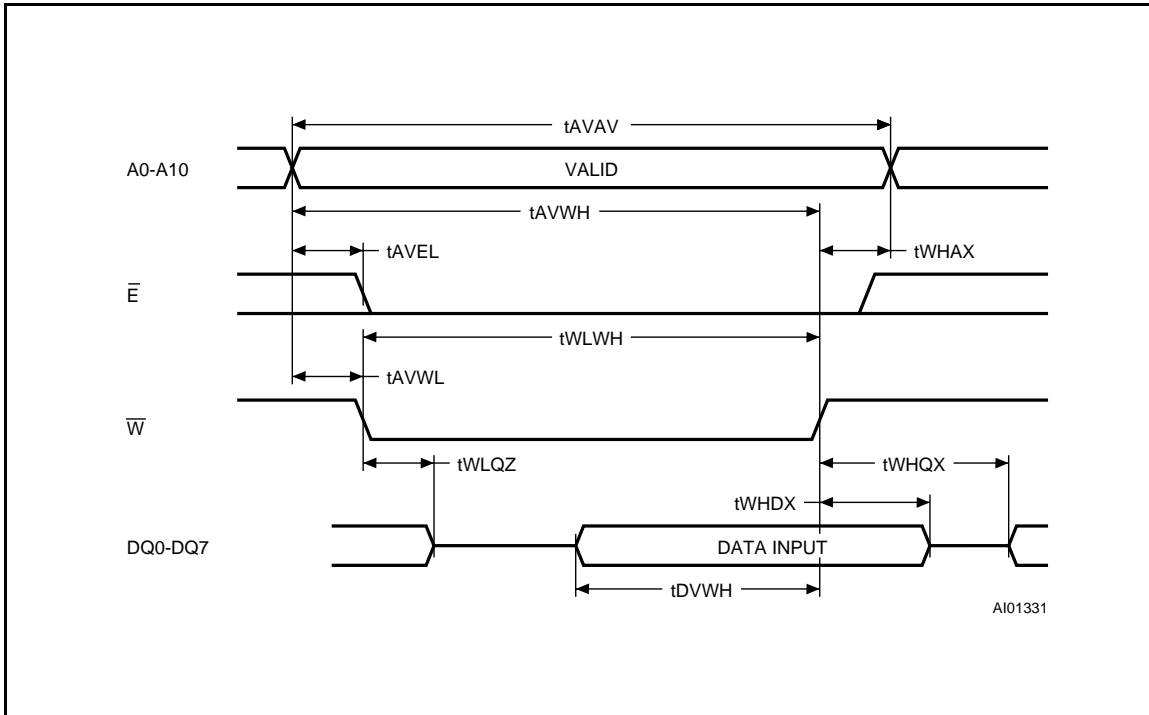 tAVAV
A0-A10
VALID
tAVWH
tAVEL
tWHAX
E̅
tWLWH
tAVWL
W̅
tWLQZ
tWHQX
tWHDX
DQ0-DQ7
DATA INPUT
tDVWH
AI01331